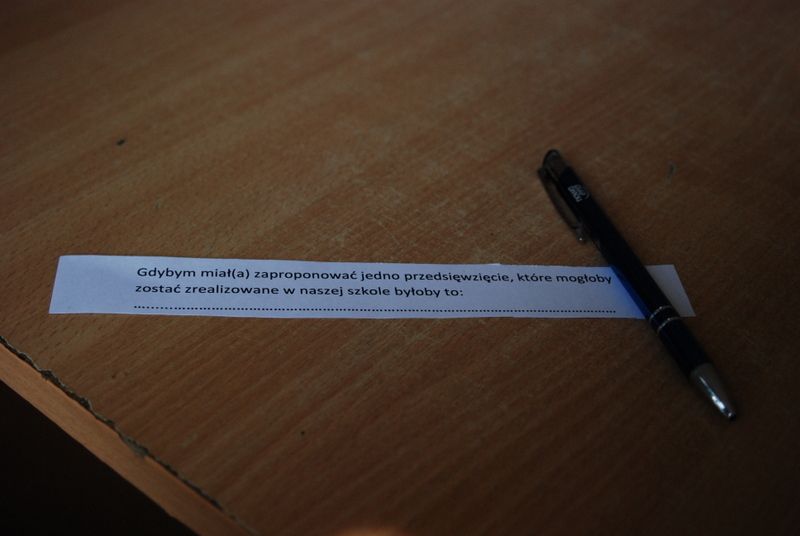 Gdybym miał(a) zaproponować jedno przedsięwzięcie, które mogłoby
zostać zrealizowane w naszej szkole byłoby to:
................................................................................................................